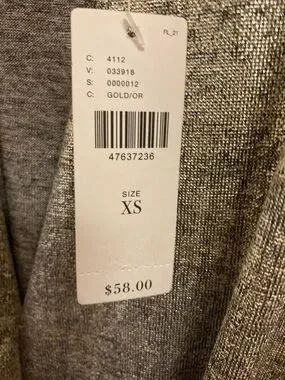 FL_21
C: 4112
V: 033918
S: 0000012
C: GOLD/OR
47637236
SIZE
XS
$58.00